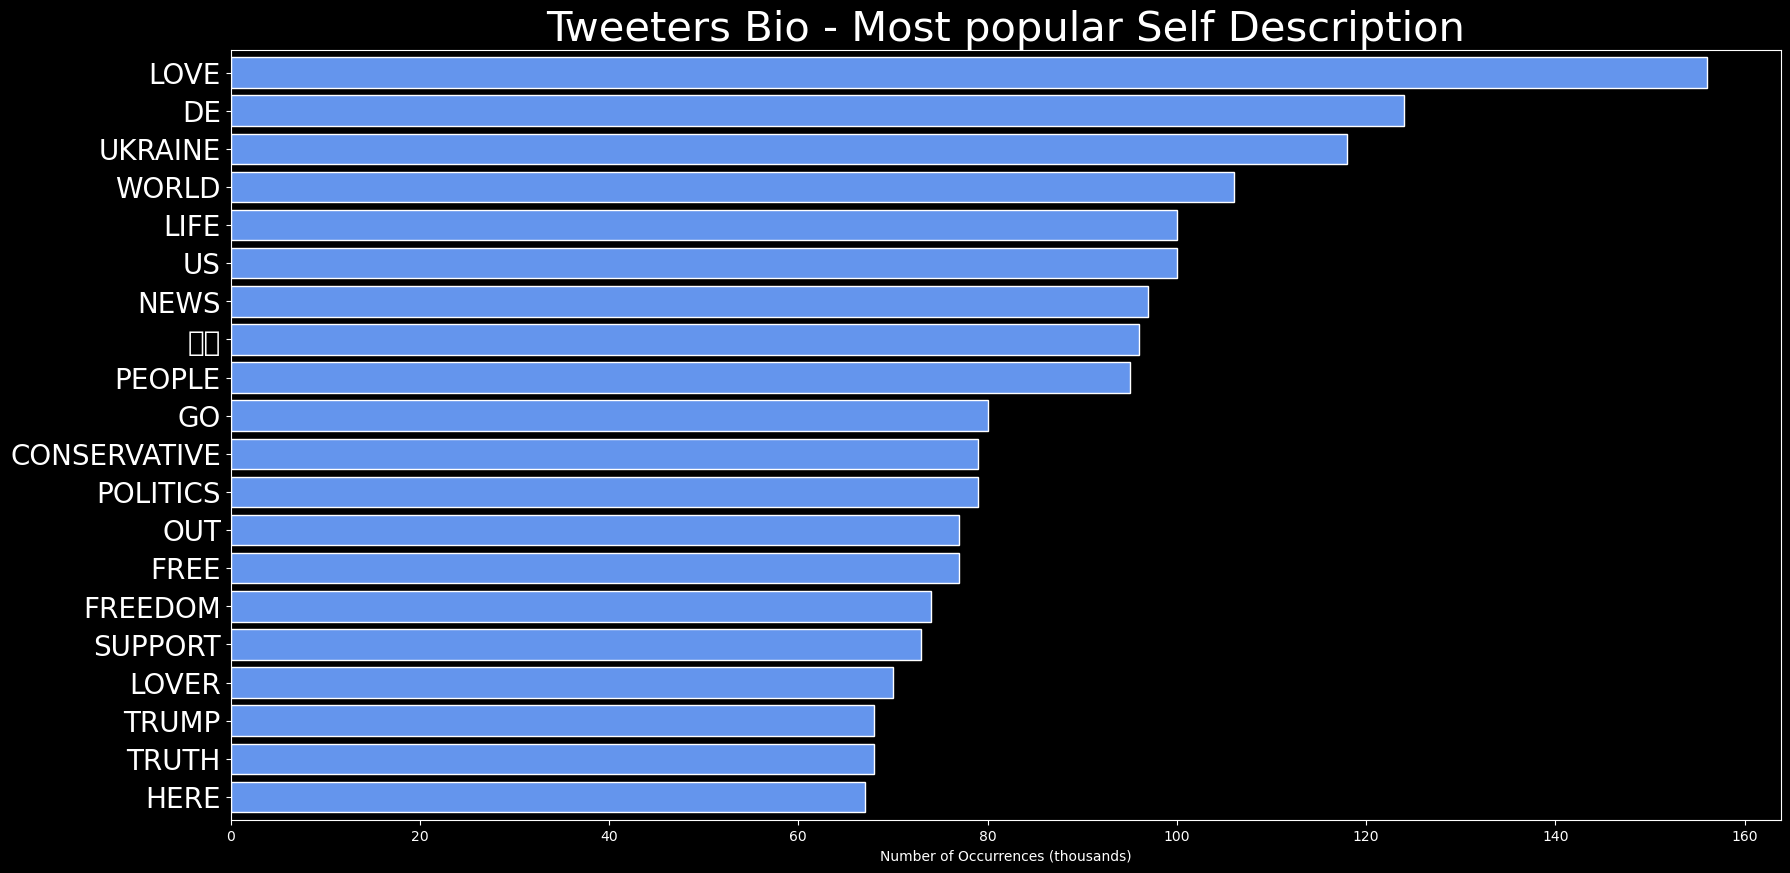 Tweeters Bio - Most popular Self Description
LOVE
DE
UKRAINE
WORLD
LIFE
US
NEWS
PEOPLE
GO
CONSERVATIVE
POLITICS
OUT
FREE
FREEDOM
SUPPORT
LOVER
TRUMP
TRUTH
HERE
0 20 40 60 80 100 120 140 160
Number of Occurrences (thousands)